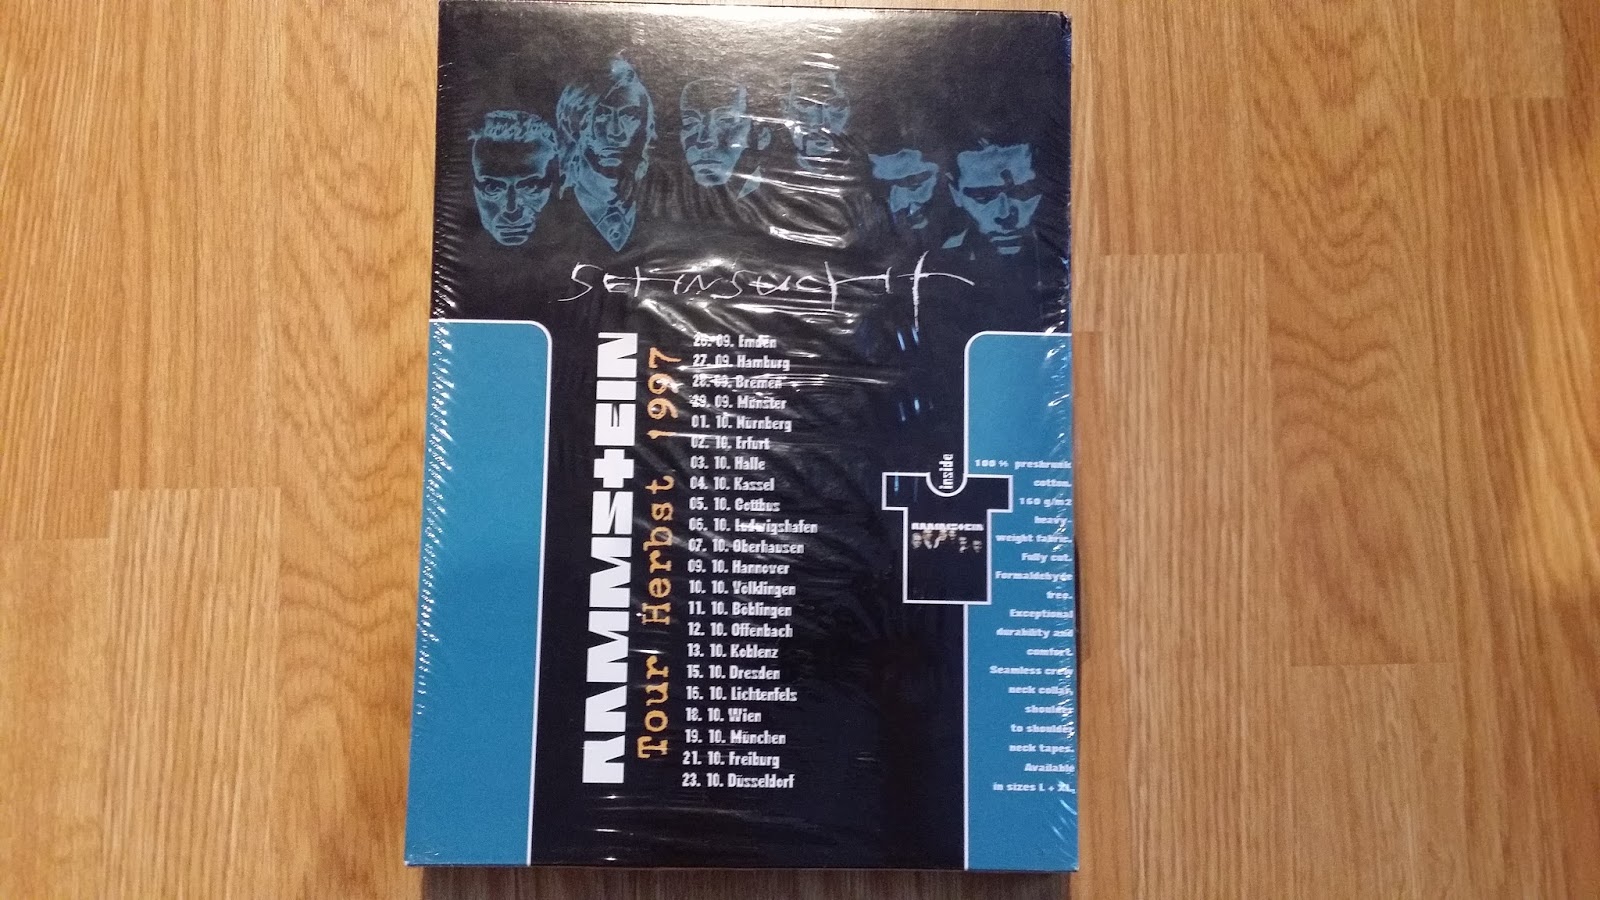 SEHNSUCHT
RAMMSTEIN
Tour Herbst 1997
26. 09. Emden
27. 09. Hamburg
28. 09. Bremen
29. 09. Münster
01. 10. Nürnberg
02. 10. Erfurt
03. 10. Halle
04. 10. Kassel
05. 10. Cottbus
06. 10. Ludwigshafen
07. 10. Oberhausen
09. 10. Hannover
10. 10. Völklingen
11. 10. Böblingen
12. 10. Offenbach
13. 10. Koblenz
15. 10. Dresden
16. 10. Lichtenfels
18. 10. Wien
19. 10. München
21. 10. Freiburg
23. 10. Düsseldorf
inside
RAMMSTEIN
100 % preshrunk
cotton.
160 g/m2
heavy-
weight fabric.
Fully cut.
Formaldehyde
free.
Exceptional
durability and
comfort.
Seamless crew
neck collar,
shoulder
to shoulder
neck tapes.
Available
in sizes L + XL.